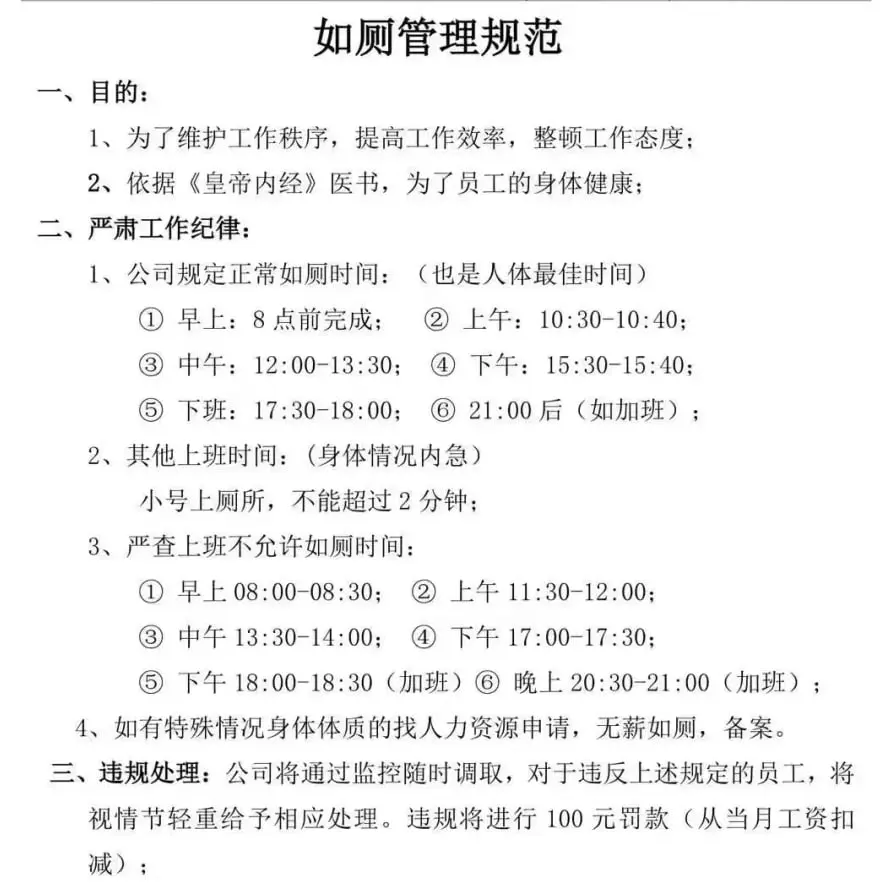 如厕管理规范
一、目的：
1、为了维护工作秩序，提高工作效率，整顿工作态度；
2、依据《皇帝内经》医书，为了员工的身体健康；
二、严肃工作纪律：
1、公司规定正常如厕时间：（也是人体最佳时间）
① 早上：8 点前完成； ② 上午：10:30-10:40；
③ 中午：12:00-13:30； ④ 下午：15:30-15:40；
⑤ 下班：17:30-18:00； ⑥ 21:00 后（如加班）；
2、其他上班时间：(身体情况内急）
小号上厕所，不能超过 2 分钟；
3、严查上班不允许如厕时间：
① 早上 08:00-08:30； ② 上午 11:30-12:00；
③ 中午 13:30-14:00； ④ 下午 17:00-17:30；
⑤ 下午 18:00-18:30（加班）⑥ 晚上 20:30-21:00（加班）；
4、如有特殊情况身体体质的找人力资源申请，无薪如厕，备案。
三、违规处理：公司将通过监控随时调取，对于违反上述规定的员工，将
视情节轻重给予相应处理。违规将进行 100 元罚款（从当月工资扣
减）；